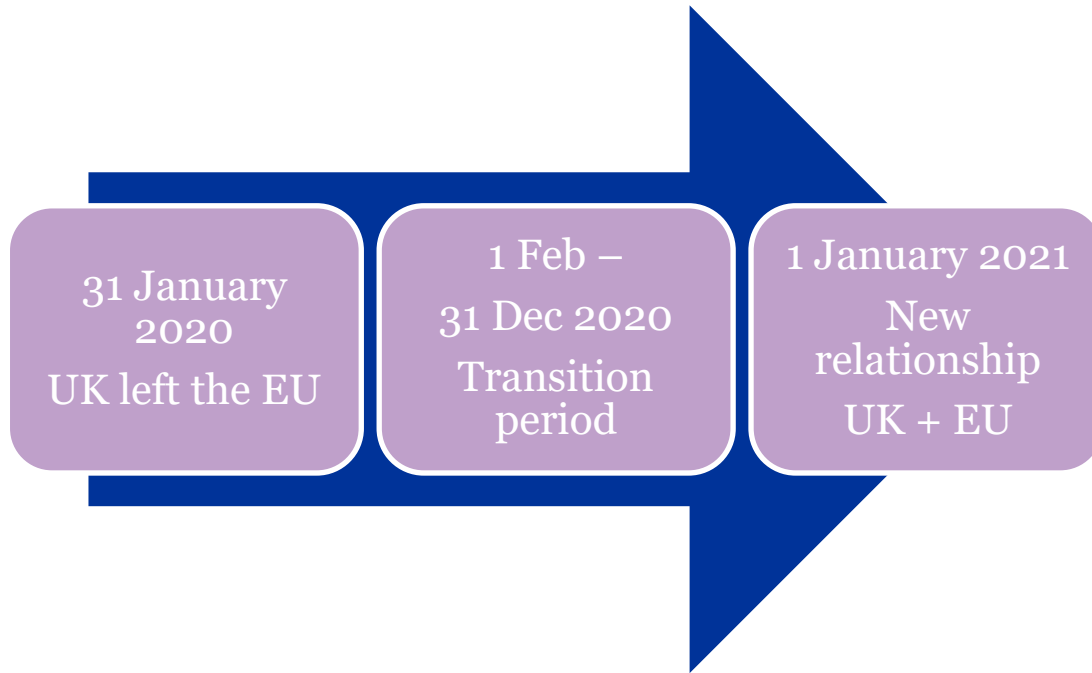 31 January
2020
UK left the EU
1 Feb –
31 Dec 2020
Transition
period
1 January 2021
New
relationship
UK + EU